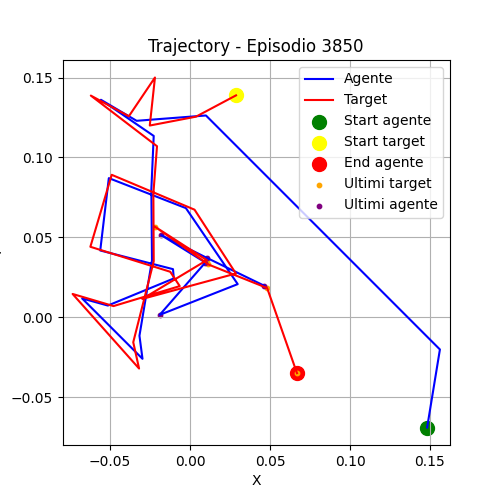 Trajectory - Episodio 3850
Agente
Target
Start agente
Start target
End agente
Ultimi target
Ultimi agente
0.15
0.10
0.05
0.00
−0.05
−0.05
0.00
0.05
0.10
0.15
X